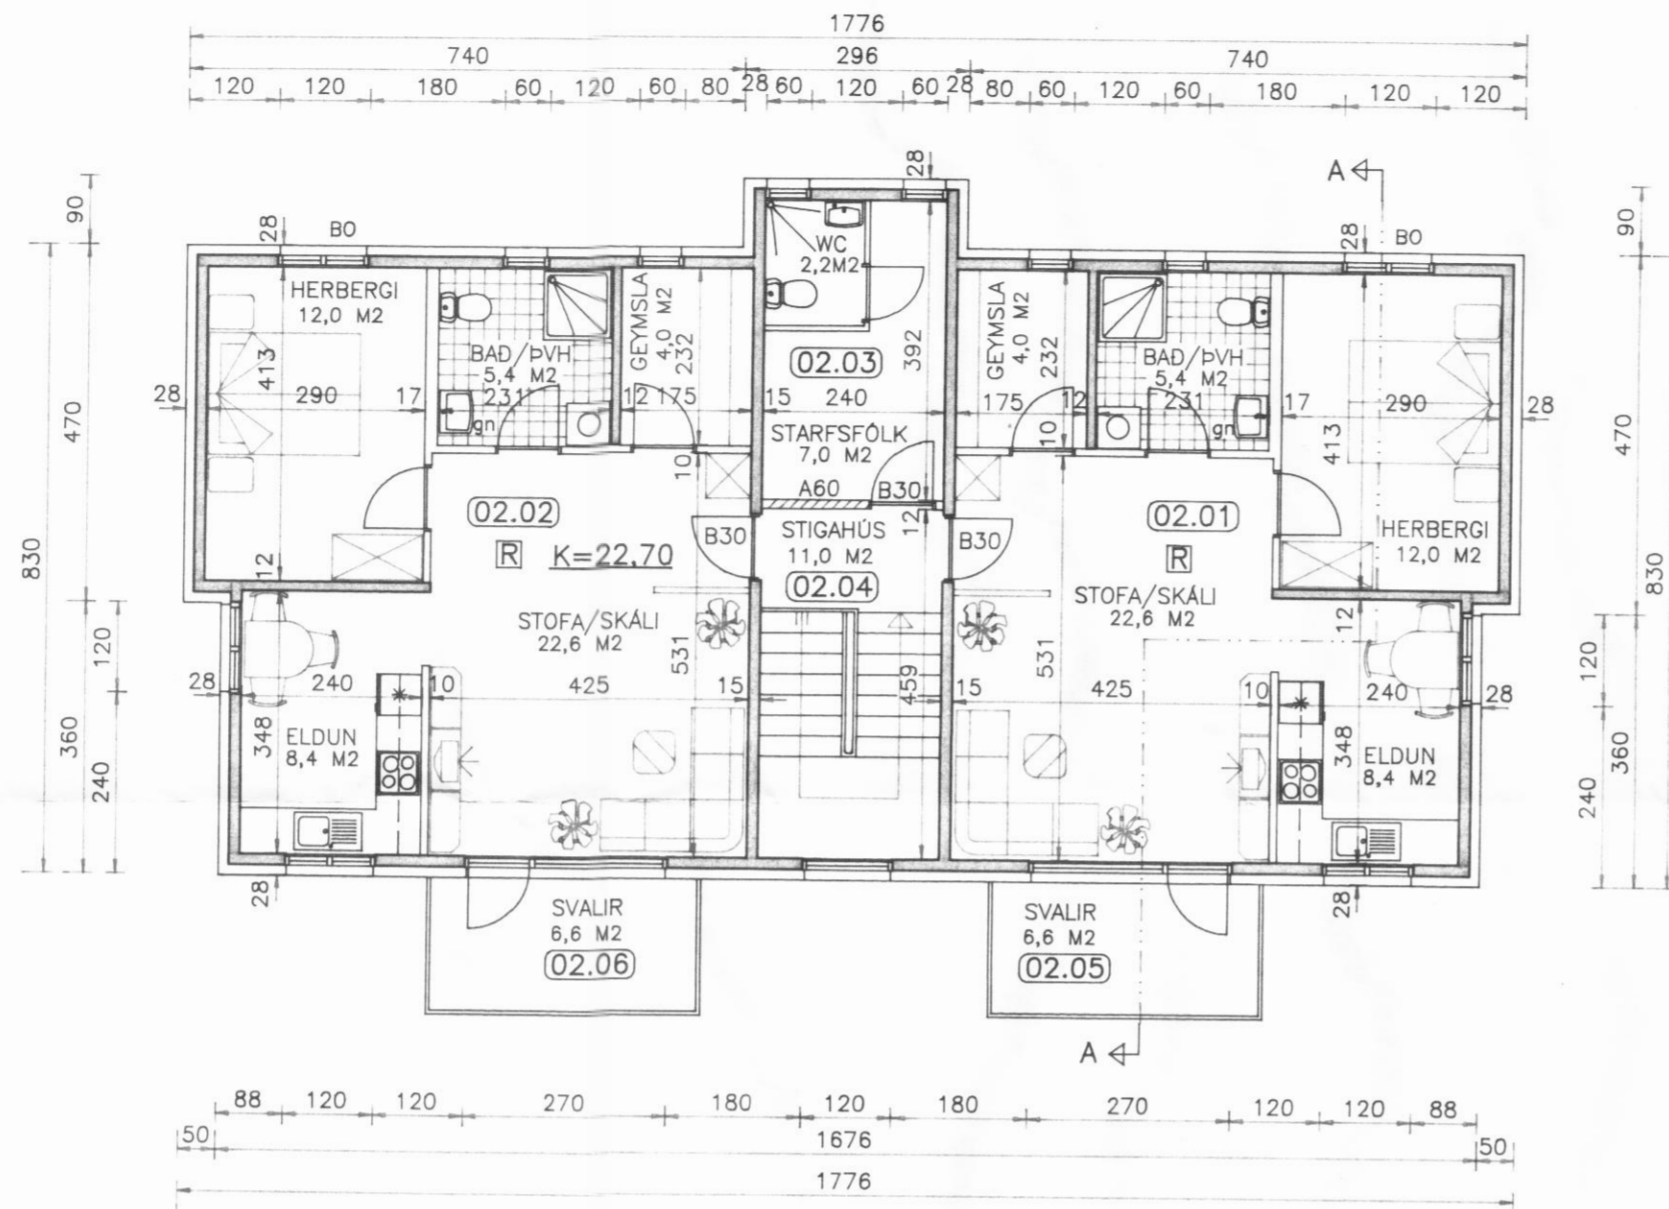 1776
740 296 740
120 120 180 60 120 60 80 28 60 120 60 28 80 60 120 60 180 120 120
90
28
BO
28
A
28
BO
90
HERBERGI
12,0 M2
413
290
17
28
BAÐ/ÞVH
5,4 M2
231
gn
12
GEYMSLA
4,0 M2
232
175
10
WC
2,2M2
02.03
392
15
240
STARFSFÓLK
7,0 M2
A60
B30
12
GEYMSLA
4,0 M2
232
175
10
12
BAÐ/ÞVH
5,4 M2
231
gn
17
290
28
413
HERBERGI
12,0 M2
470
830
470
830
02.02
R K=22,70
B30
STIGAHÚS
11,0 M2
02.04
B30
02.01
R
12
STOFA/SKÁLI
22,6 M2
531
STOFA/SKÁLI
22,6 M2
531
12
120
360
240
28
240
10
425
15
459
15
425
10
240
28
120
360
240
348
ELDUN
8,4 M2
348
ELDUN
8,4 M2
28
28
SVALIR
6,6 M2
02.06
SVALIR
6,6 M2
02.05
A
88 120 120 270 180 120 180 270 120 120 88
50 1676 50
1776